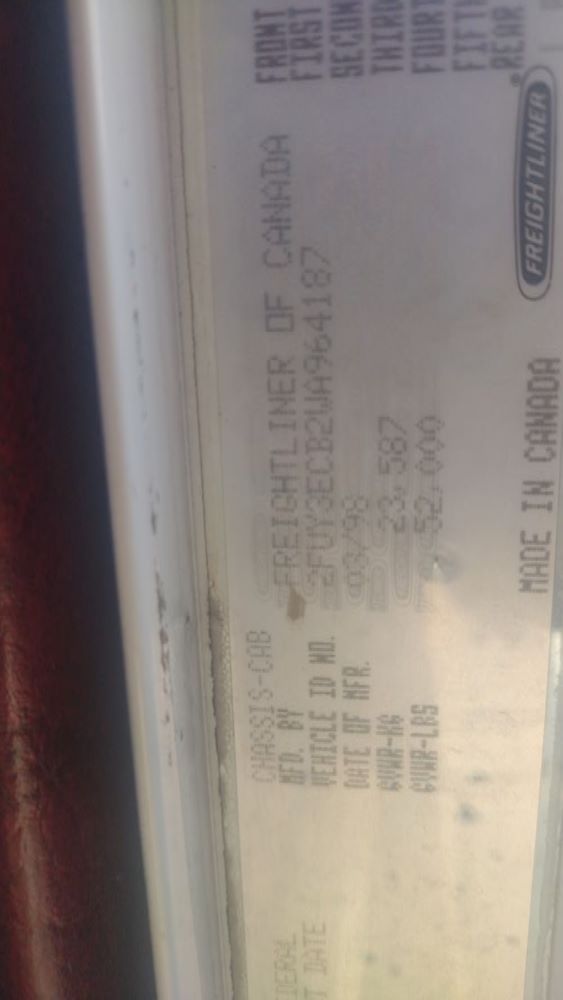 CHASSIS-CAB
MFD. BY FREIGHTLINER OF CANADA
VEHICLE ID NO. 2FUY3ECB2WA964187
DATE OF MFR. 03/98
GVWR-KG 23,587
GVWR-LBS 52,000
MADE IN CANADA
FREIGHTLINER
FRONT
FIRST
SECON
THIRD
FOURT
FIFTH
REAR
DERAL
T DATE